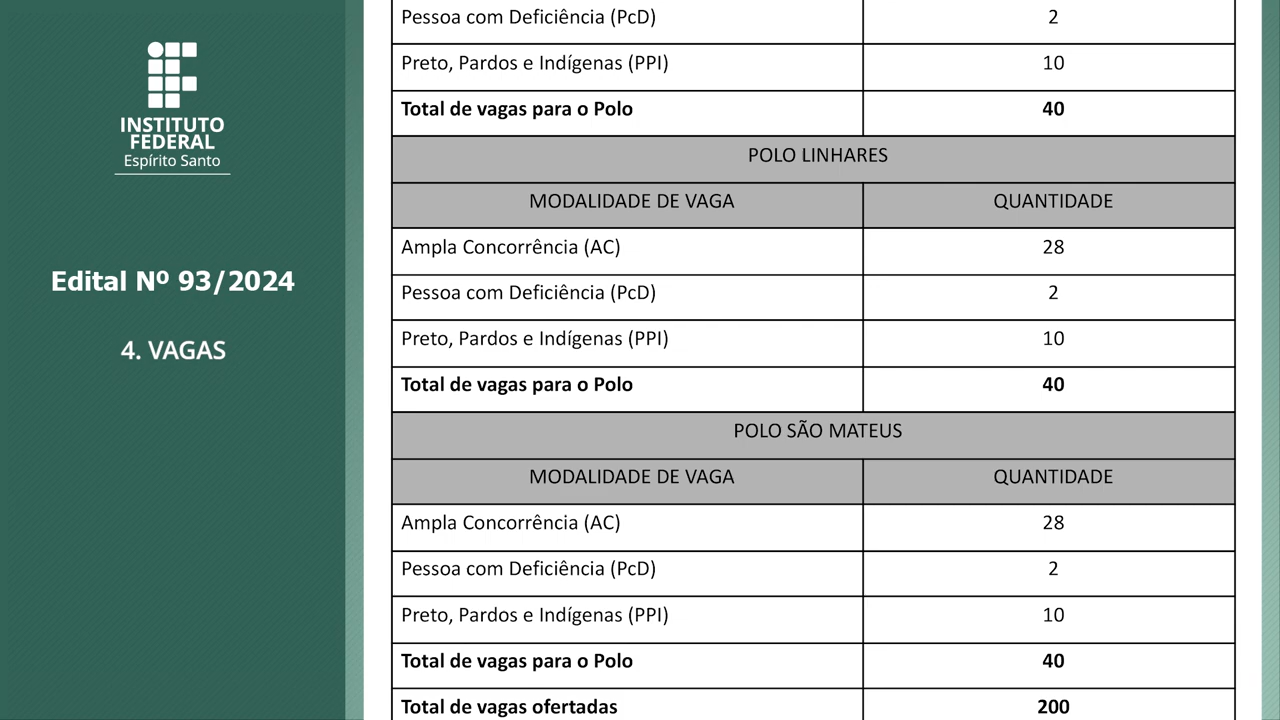 INSTITUTO
FEDERAL
Espírito Santo
Edital Nº 93/2024
4. VAGAS
Pessoa com Deficiência (PcD) 2
Preto, Pardos e Indígenas (PPI) 10
Total de vagas para o Polo 40
POLO LINHARES
MODALIDADE DE VAGA QUANTIDADE
Ampla Concorrência (AC) 28
Pessoa com Deficiência (PcD) 2
Preto, Pardos e Indígenas (PPI) 10
Total de vagas para o Polo 40
POLO SÃO MATEUS
MODALIDADE DE VAGA QUANTIDADE
Ampla Concorrência (AC) 28
Pessoa com Deficiência (PcD) 2
Preto, Pardos e Indígenas (PPI) 10
Total de vagas para o Polo 40
Total de vagas ofertadas 200